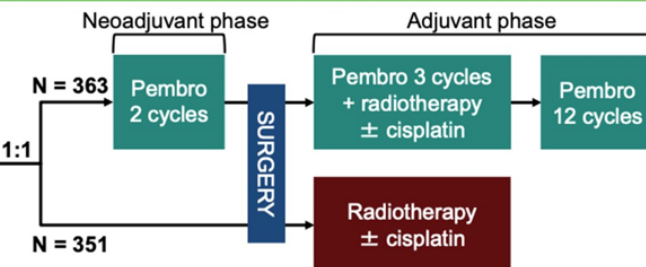 Neoadjuvant phase
Adjuvant phase
N = 363
Pembro
2 cycles
SURGERY
Pembro 3 cycles
+ radiotherapy
± cisplatin
Pembro
12 cycles
1:1
Radiotherapy
± cisplatin
N = 351